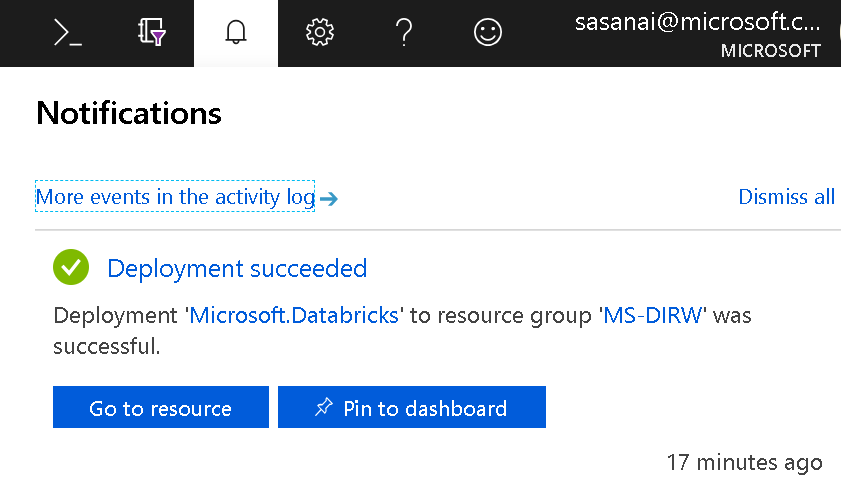 sasanai@microsoft.c...
MICROSOFT
Notifications
More events in the activity log
Dismiss all
Deployment succeeded
Deployment 'Microsoft.Databricks' to resource group 'MS-DIRW' was
successful.
Go to resource
Pin to dashboard
17 minutes ago